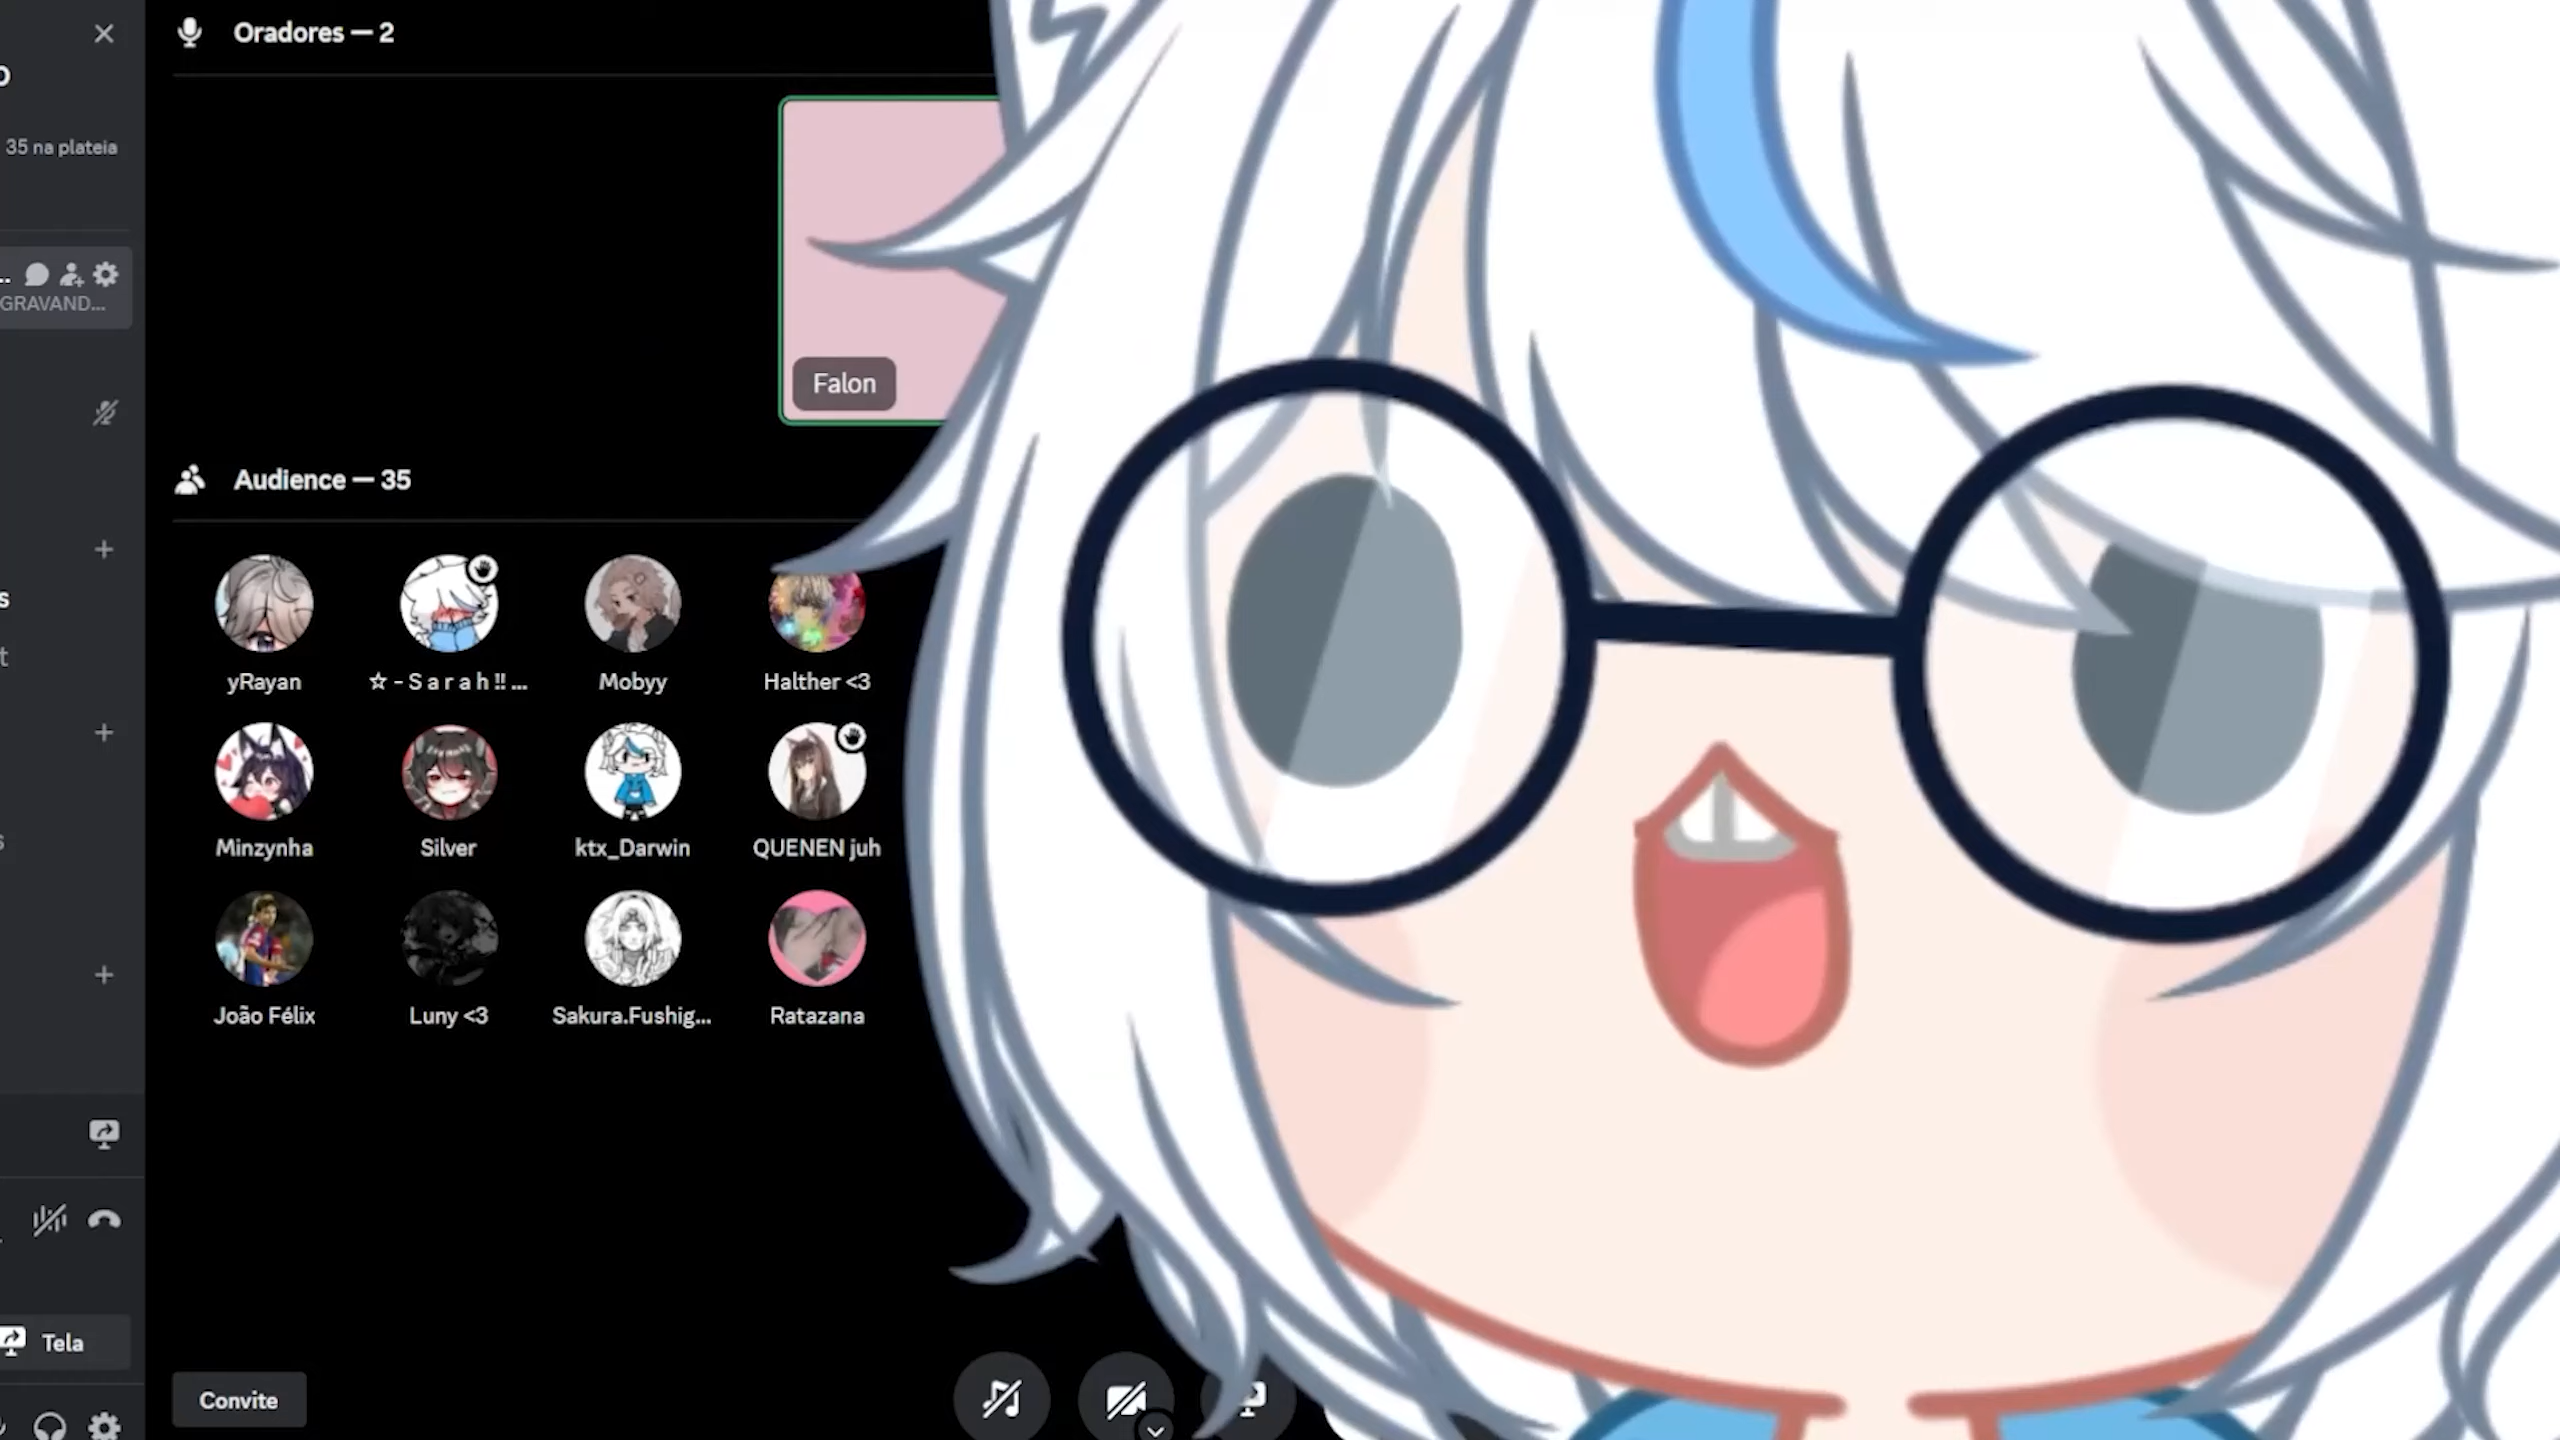 Oradores — 2
35 na plateia
GRAVAND...
Falon
Audience — 35
yRayan
☆ - S a r a h !! ...
Mobyy
Halther <3
Minzynha
Silver
ktx_Darwin
QUENEN juh
João Félix
Luny <3
Sakura.Fushig...
Ratazana
Tela
Convite